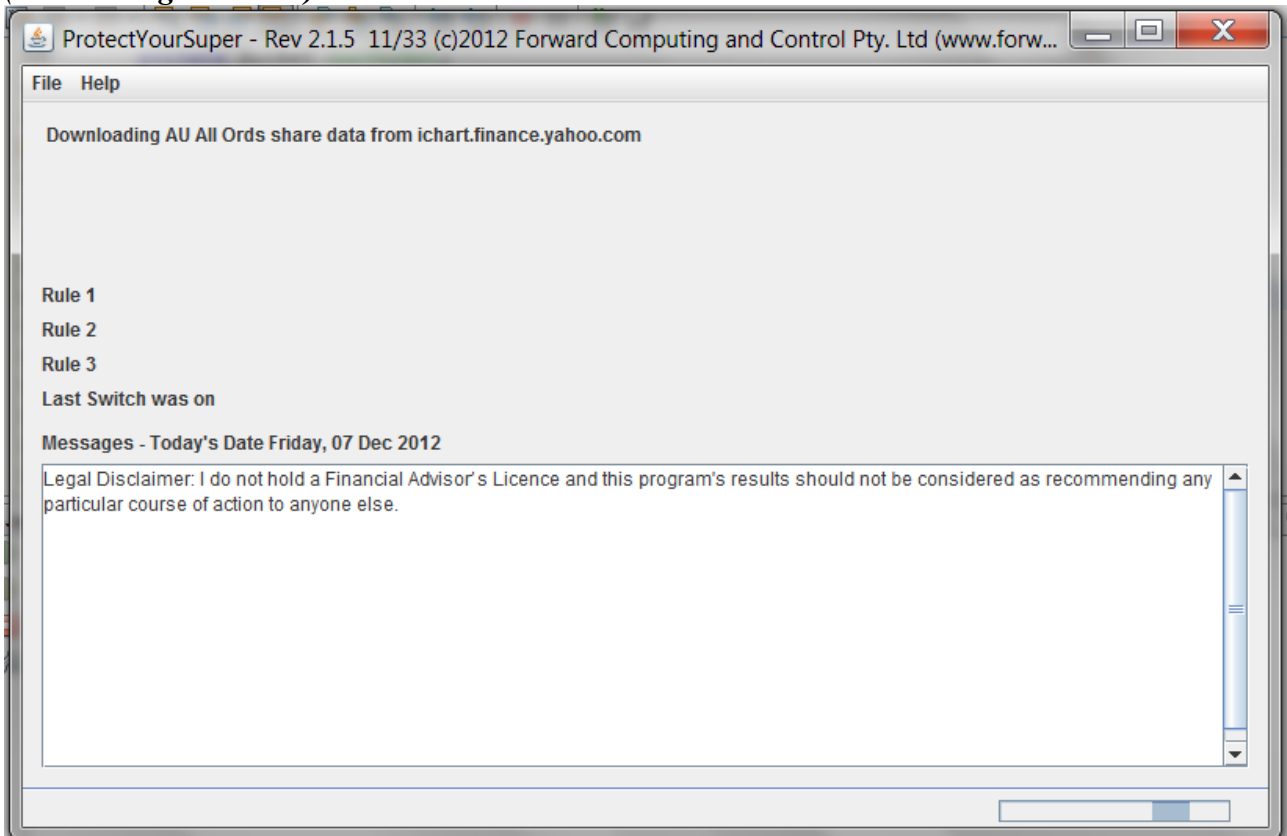 ProtectYourSuper - Rev 2.1.5 11/33 (c)2012 Forward Computing and Control Pty. Ltd (www.forw...
File Help
Downloading AU All Ords share data from ichart.finance.yahoo.com
Rule 1
Rule 2
Rule 3
Last Switch was on
Messages - Today's Date Friday, 07 Dec 2012
Legal Disclaimer: I do not hold a Financial Advisor's Licence and this program's results should not be considered as recommending any
particular course of action to anyone else.